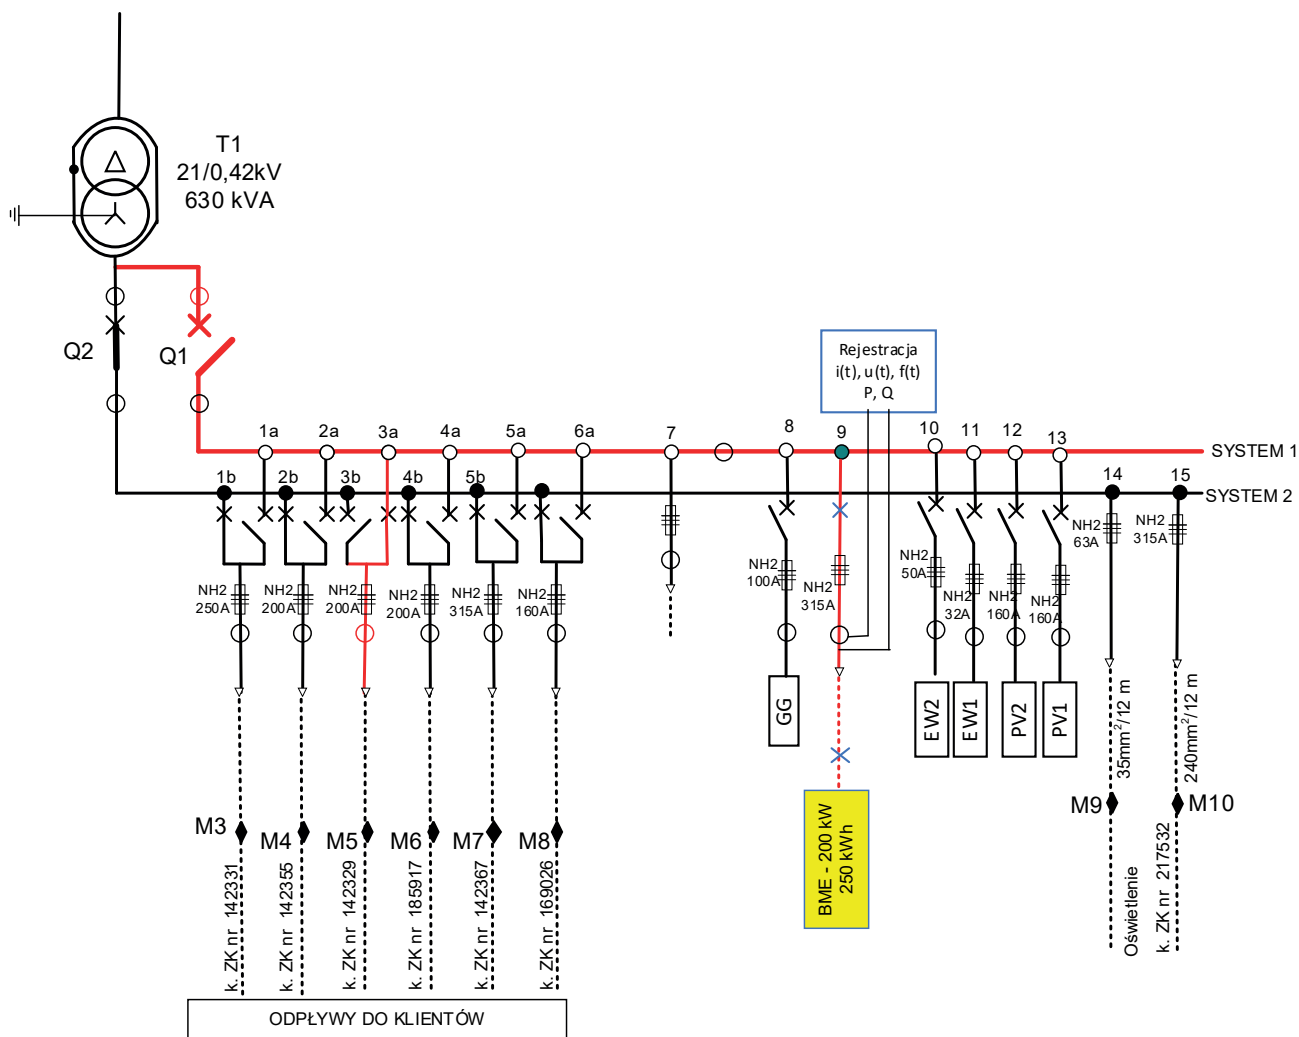 T1
21/0,42kV
630 kVA
Q2
Q1
Rejestracja
i(t), u(t), f(t)
P, Q
1a
2a
3a
4a
5a
6a
7
8
9
10
11
12
13
SYSTEM 1
1b
2b
3b
4b
5b
14
15
SYSTEM 2
NH2
250A
NH2
200A
NH2
200A
NH2
200A
NH2
315A
NH2
160A
NH2
100A
NH2
315A
NH2
50A
NH2
32A
NH2
160A
NH2
160A
NH2
63A
NH2
315A
GG
EW2
EW1
PV2
PV1
35mm²/12 m
240mm²/12 m
BME - 200 kW
250 kWh
M3
M4
M5
M6
M7
M8
M9
M10
k. ZK nr 142331
k. ZK nr 142355
k. ZK nr 142329
k. ZK nr 185917
k. ZK nr 142367
k. ZK nr 169026
Oświetlenie
k. ZK nr 217532
ODPŁYWY DO KLIENTÓW